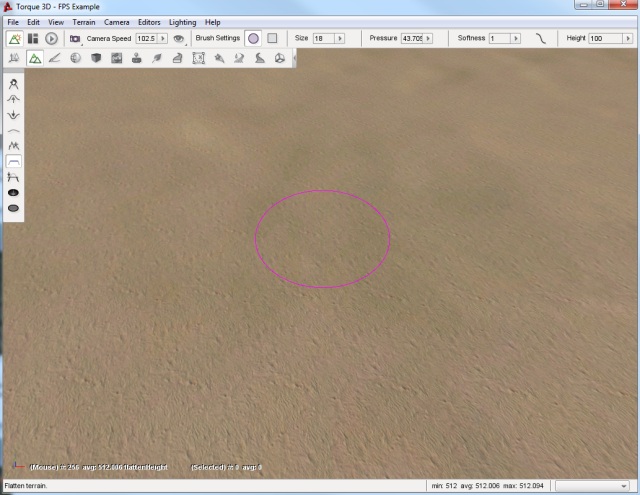 Torque 3D - FPS Example
File Edit View Terrain Camera Editors Lighting Help
Camera Speed 102.5 Brush Settings Size 18 Pressure 43.705 Softness 1 Height 100
(Mouse) #: 256 avg: 512.006 flattenHeight (Selected) #: 0 avg: 0
Flatten terrain. min: 512 avg: 512.006 max: 512.094